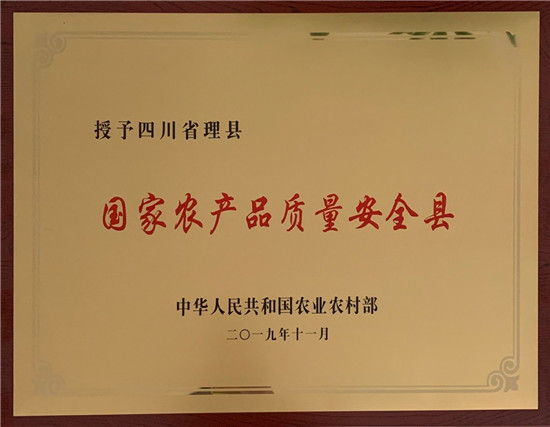 授予四川省理县
国家农产品质量安全县
中华人民共和国农业农村部
二〇一九年十一月